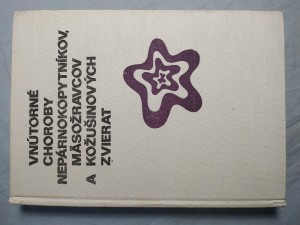 VNÚTORNÉ
CHOROBY
NEPÁRNOKOPYTNÍKOV,
MÄSOŽRAVCOV
A KOŽUŠINOVÝCH
ZVIERAT